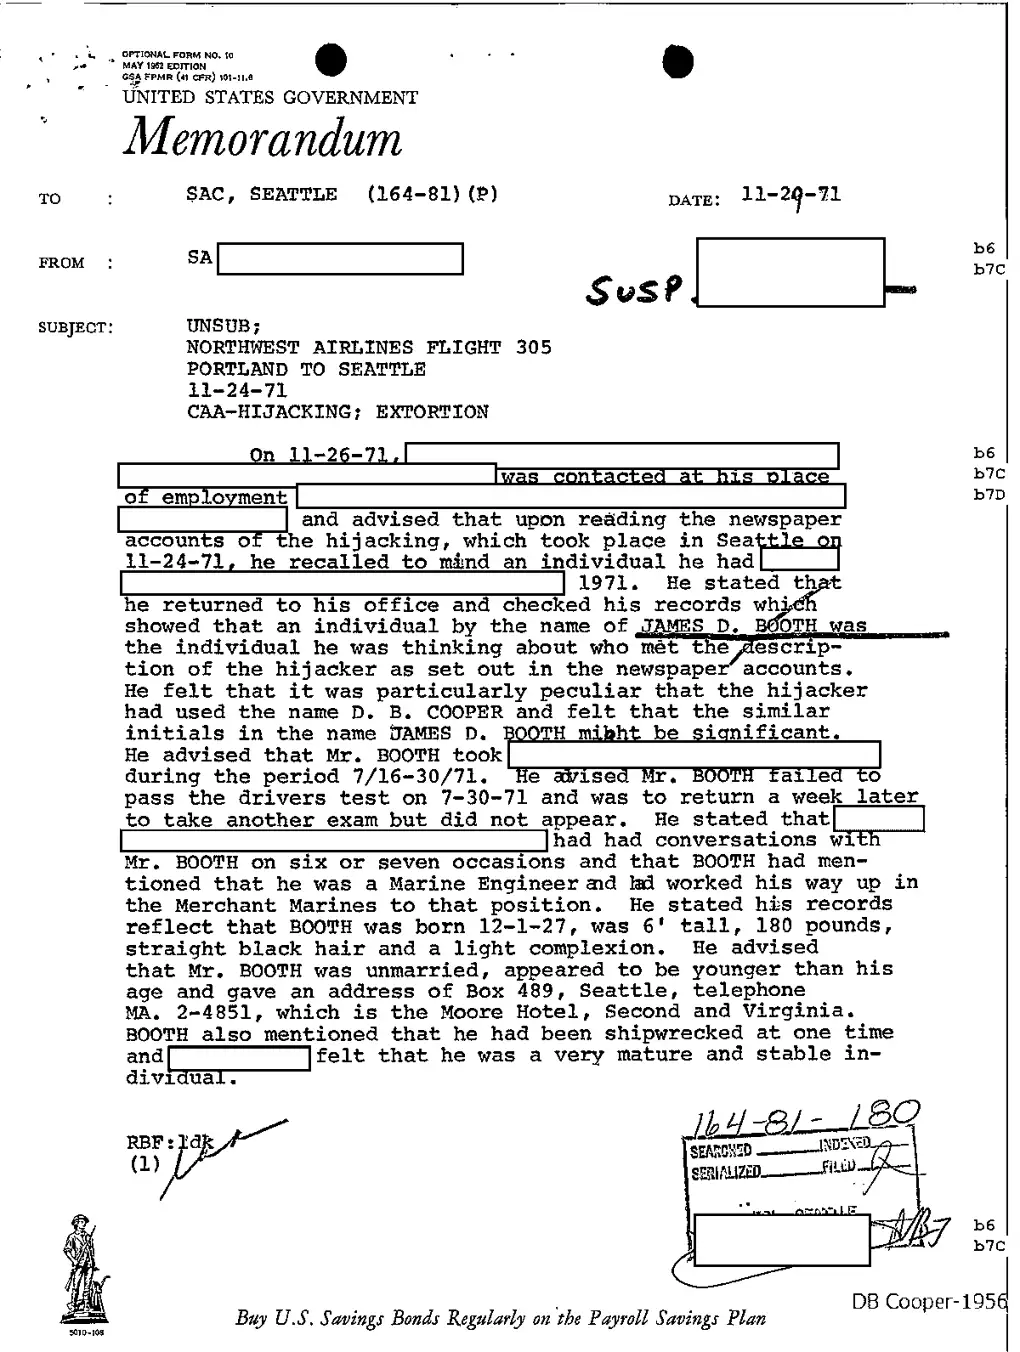 OPTIONAL FORM NO. 10
MAY 1962 EDITION
GSA FPMR (41 CFR) 101-11.6
UNITED STATES GOVERNMENT
Memorandum
TO : SAC, SEATTLE (164-81)(P) DATE: 11-29-71
FROM : SA
b6
b7C
SUSP.
SUBJECT: UNSUB;
NORTHWEST AIRLINES FLIGHT 305
PORTLAND TO SEATTLE
11-24-71
CAA-HIJACKING; EXTORTION
On 11-26-71,
b6
was contacted at his place
b7C
of employment
b7D
and advised that upon reading the newspaper
accounts of the hijacking, which took place in Seattle on
11-24-71, he recalled to mind an individual he had
1971. He stated that
he returned to his office and checked his records which
showed that an individual by the name of JAMES D. BOOTH was
the individual he was thinking about who met the descrip-
tion of the hijacker as set out in the newspaper accounts.
He felt that it was particularly peculiar that the hijacker
had used the name D. B. COOPER and felt that the similar
initials in the name JAMES D. BOOTH might be significant.
He advised that Mr. BOOTH took
during the period 7/16-30/71. He advised Mr. BOOTH failed to
pass the drivers test on 7-30-71 and was to return a week later
to take another exam but did not appear. He stated that
had had conversations with
Mr. BOOTH on six or seven occasions and that BOOTH had men-
tioned that he was a Marine Engineer and had worked his way up in
the Merchant Marines to that position. He stated his records
reflect that BOOTH was born 12-1-27, was 6' tall, 180 pounds,
straight black hair and a light complexion. He advised
that Mr. BOOTH was unmarried, appeared to be younger than his
age and gave an address of Box 489, Seattle, telephone
MA. 2-4851, which is the Moore Hotel, Second and Virginia.
BOOTH also mentioned that he had been shipwrecked at one time
and felt that he was a very mature and stable in-
dividual.
164-81-180
RBF:ldk
(1)
SEARCHED INDEXED
SERIALIZED FILED
b6
b7C
DB Cooper-1956
Buy U.S. Savings Bonds Regularly on the Payroll Savings Plan
5010-108